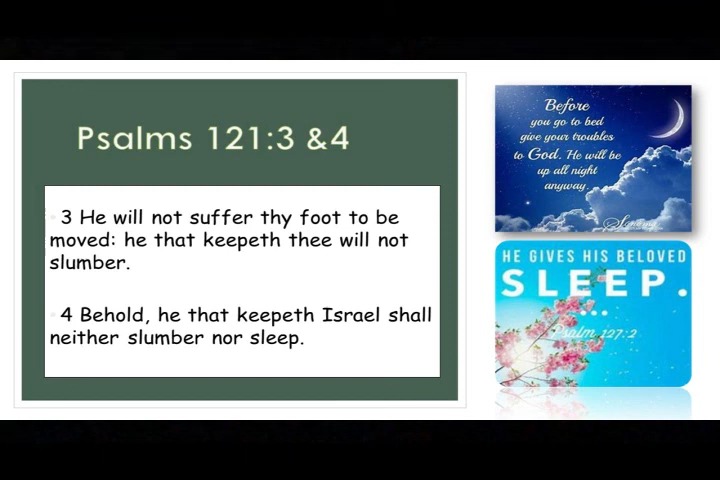 Psalms 121:3 &4
3 He will not suffer thy foot to be
moved: he that keepeth thee will not
slumber.
4 Behold, he that keepeth Israel shall
neither slumber nor sleep.
Before
you go to bed
give your troubles
to God. He will be
up all night
anyway.
HE GIVES HIS BELOVED
SLEEP.
...
Psalm 127:2